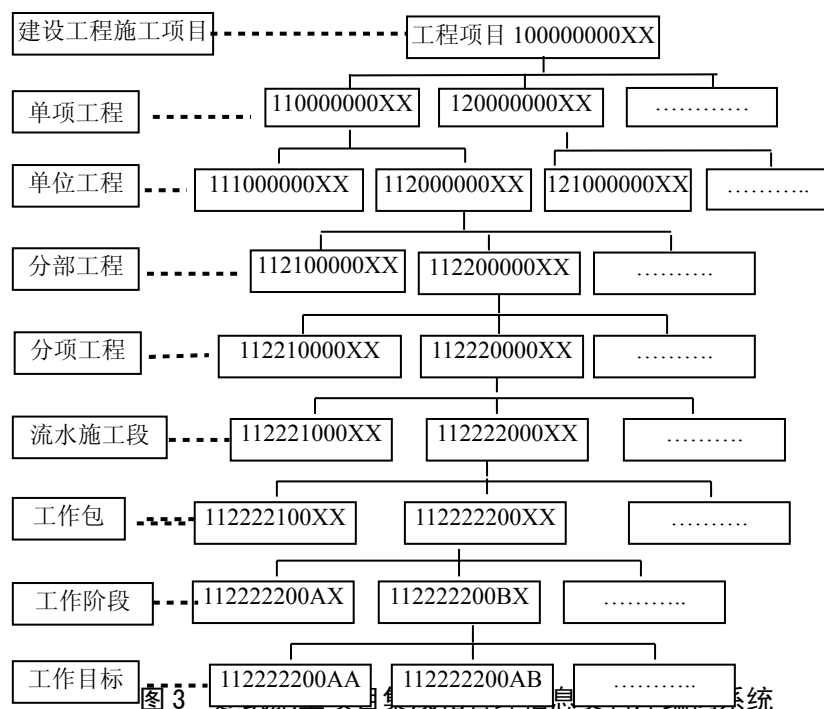 建设工程施工项目 工程项目 100000000XX
单项工程 110000000XX 120000000XX …………
单位工程 111000000XX 112000000XX 121000000XX ………..
分部工程 112100000XX 112200000XX ……….
分项工程 112210000XX 112220000XX ……….
流水施工段 112221000XX 112222000XX ……….
工作包 112222100XX 112222200XX ……….
工作阶段 112222200AX 112222200BX ………..
工作目标 112222200AA 112222200AB ………..
图 3 系统